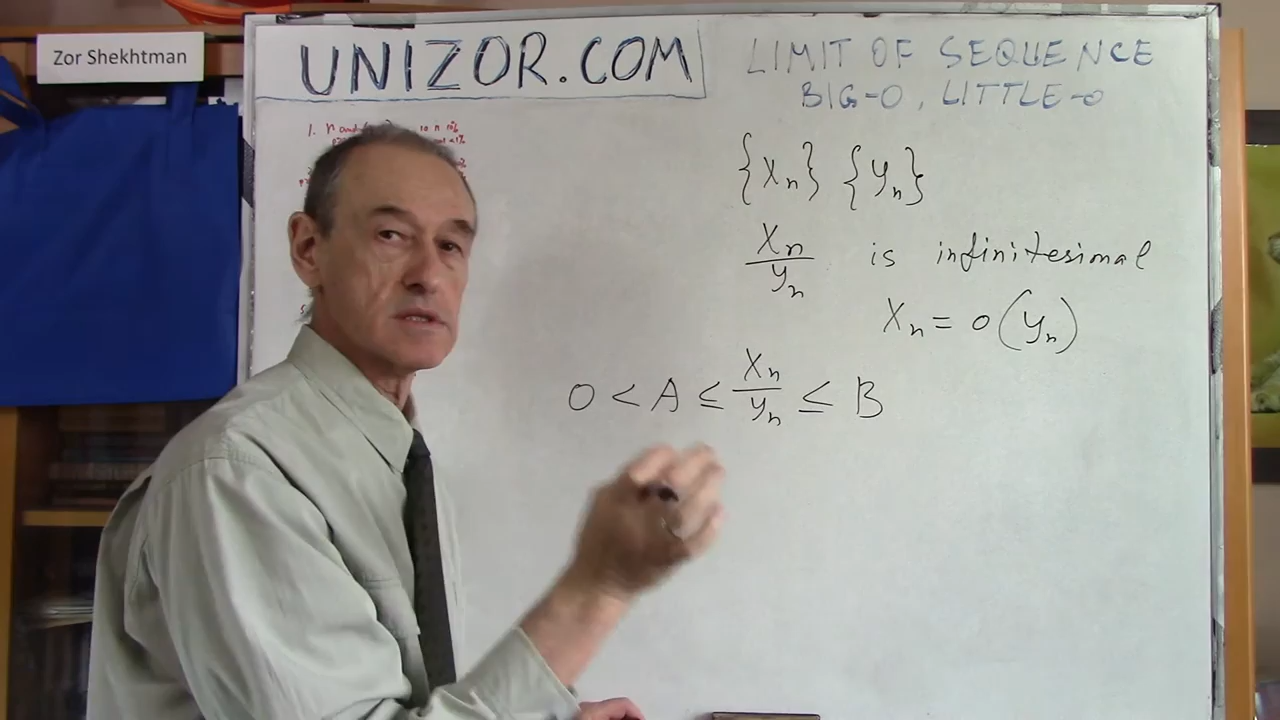 Zor Shekhtman
UNIZOR.COM
LIMIT OF SEQUENCE
BIG-O, LITTLE-o
{Xn} {yn}
Xn/yn is infinitesimal
Xn = o(yn)
0 < A ≤ Xn/yn ≤ B